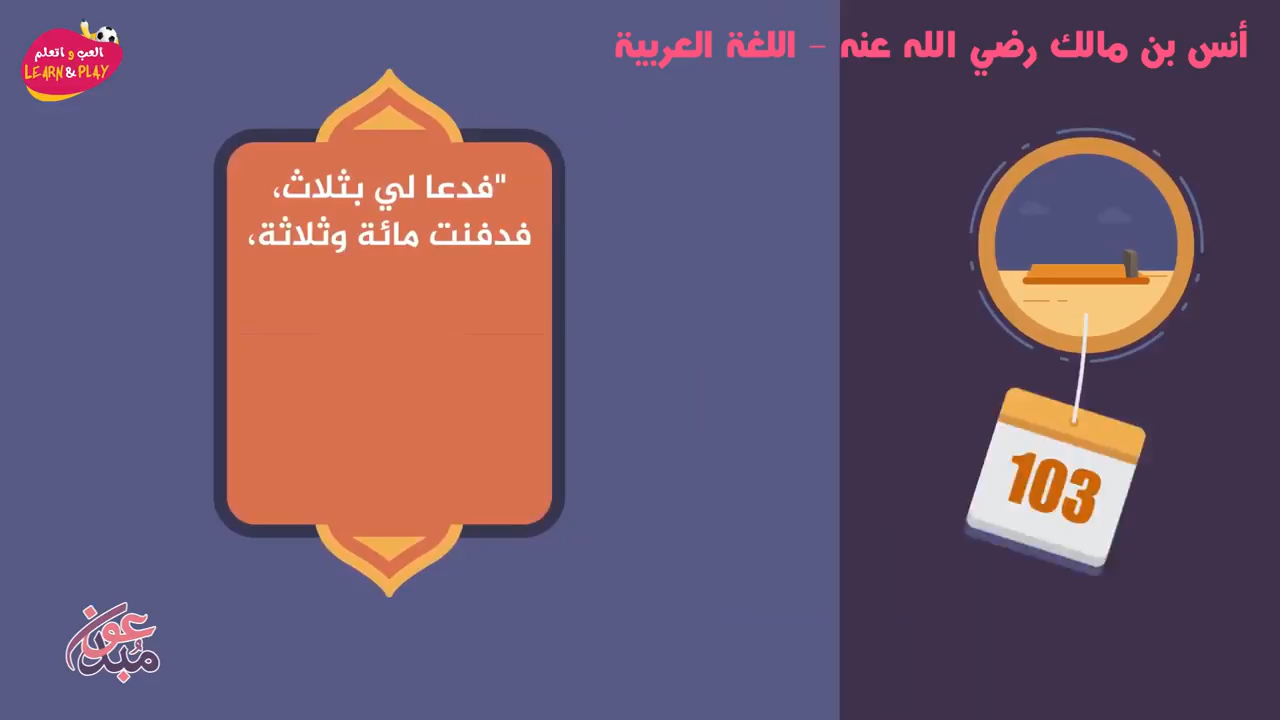 أنس بن مالك رضي الله عنه - اللغة العربية
العب و اتعلم
LEARN & PLAY
"فدعا لي بثلاث،
فدفنت مائة وثلاثة،
103
مُبدعون